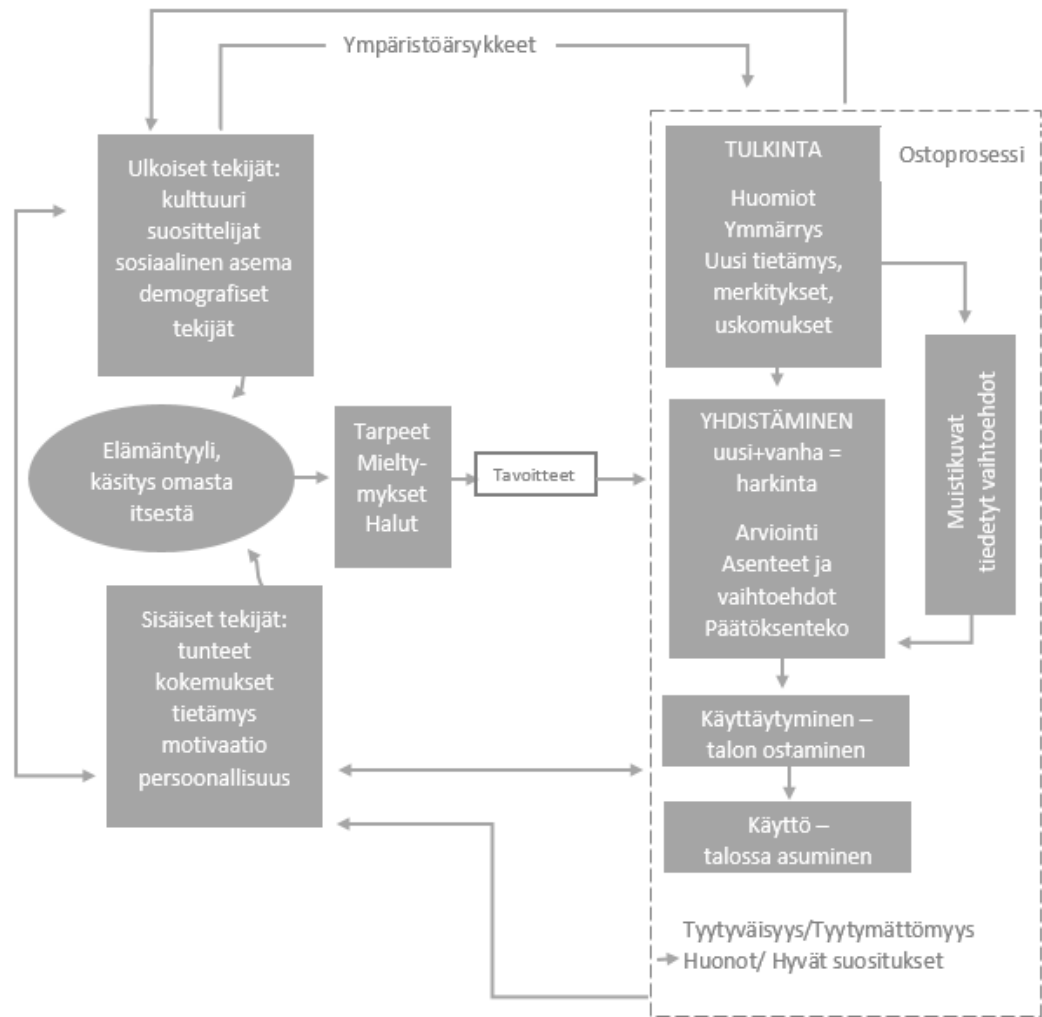 Ympäristöärsykkeet
Ulkoiset tekijät:
kulttuuri
suosittelijat
sosiaalinen asema
demografiset
tekijät
Elämäntyyli,
käsitys omasta
itsestä
Sisäiset tekijät:
tunteet
kokemukset
tietämys
motivaatio
persoonallisuus
Tarpeet
Mielty-
mykset
Halut
Tavoitteet
Ostoprosessi
TULKINTA
Huomiot
Ymmärrys
Uusi tietämys,
merkitykset,
uskomukset
YHDISTÄMINEN
uusi+vanha =
harkinta
Arviointi
Asenteet ja
vaihtoehdot
Päätöksenteko
Muistikuvat
tiedetyt vaihtoehdot
Käyttäytyminen –
talon ostaminen
Käyttö –
talossa asuminen
Tyytyväisyys/Tyytymättömyys
Huonot/ Hyvät suositukset